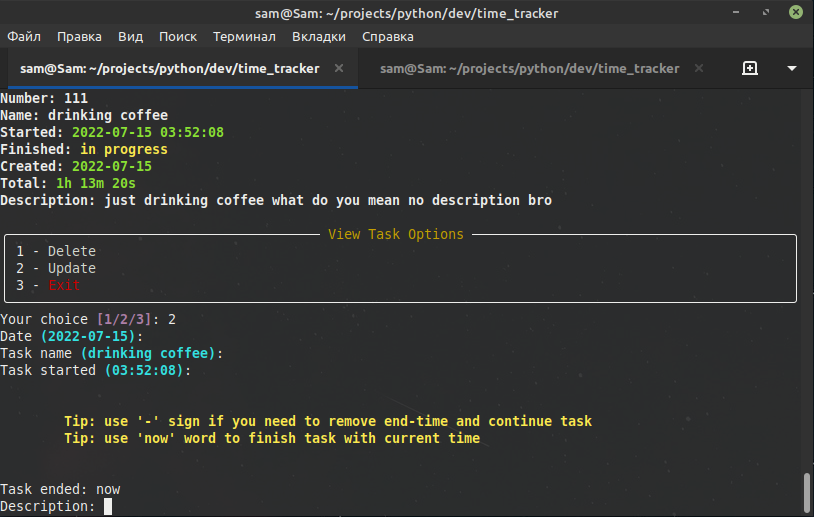 sam@Sam: ~/projects/python/dev/time_tracker
Файл Правка Вид Поиск Терминал Вкладки Справка
sam@Sam: ~/projects/python/dev/time_tracker × sam@Sam: ~/projects/python/dev/time_tracker ×
Number: 111
Name: drinking coffee
Started: 2022-07-15 03:52:08
Finished: in progress
Created: 2022-07-15
Total: 1h 13m 20s
Description: just drinking coffee what do you mean no description bro
View Task Options
1 - Delete
2 - Update
3 - Exit
Your choice [1/2/3]: 2
Date (2022-07-15):
Task name (drinking coffee):
Task started (03:52:08):
Tip: use '-' sign if you need to remove end-time and continue task
Tip: use 'now' word to finish task with current time
Task ended: now
Description: